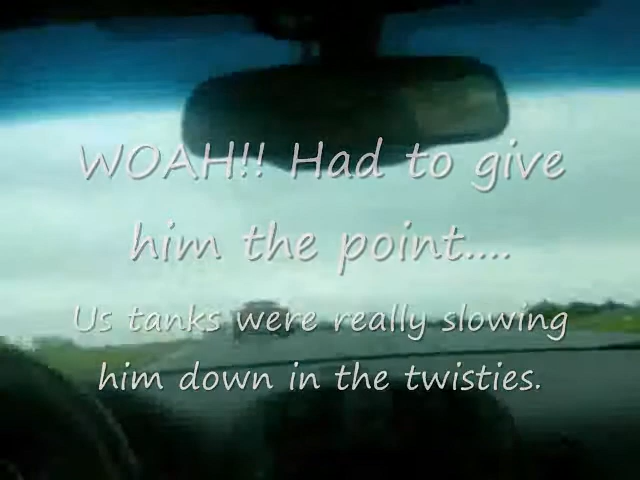 WOAH!! Had to give
him the point....
Us tanks were really slowing
him down in the twisties.